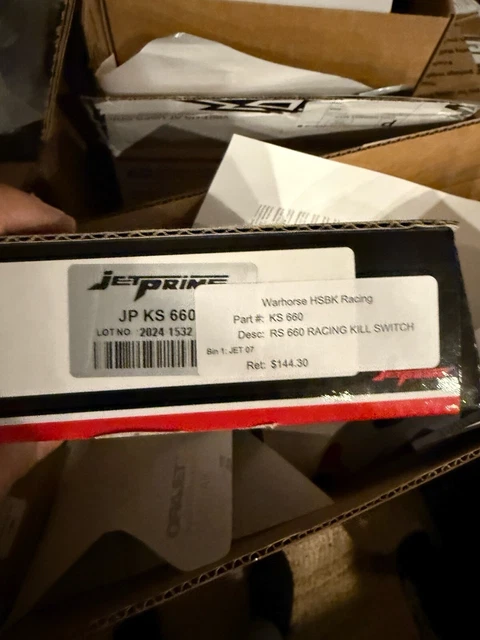 JETPRIME
JP KS 660
LOT NO. 2024 1532
Warhorse HSBK Racing
Part #: KS 660
Desc: RS 660 RACING KILL SWITCH
Bin 1: JET 07
Ret: $144.30
JETPRIME